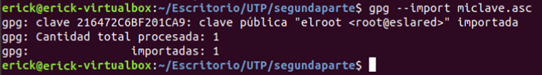 erick@erick-virtualbox:~/Escritorio/UTP/segundaparte$ gpg --import miclave.asc
gpg: clave 216472C6BF201CA9: clave pública "elroot <root@eslared>" importada
gpg: Cantidad total procesada: 1
gpg:               importadas: 1
erick@erick-virtualbox:~/Escritorio/UTP/segundaparte$